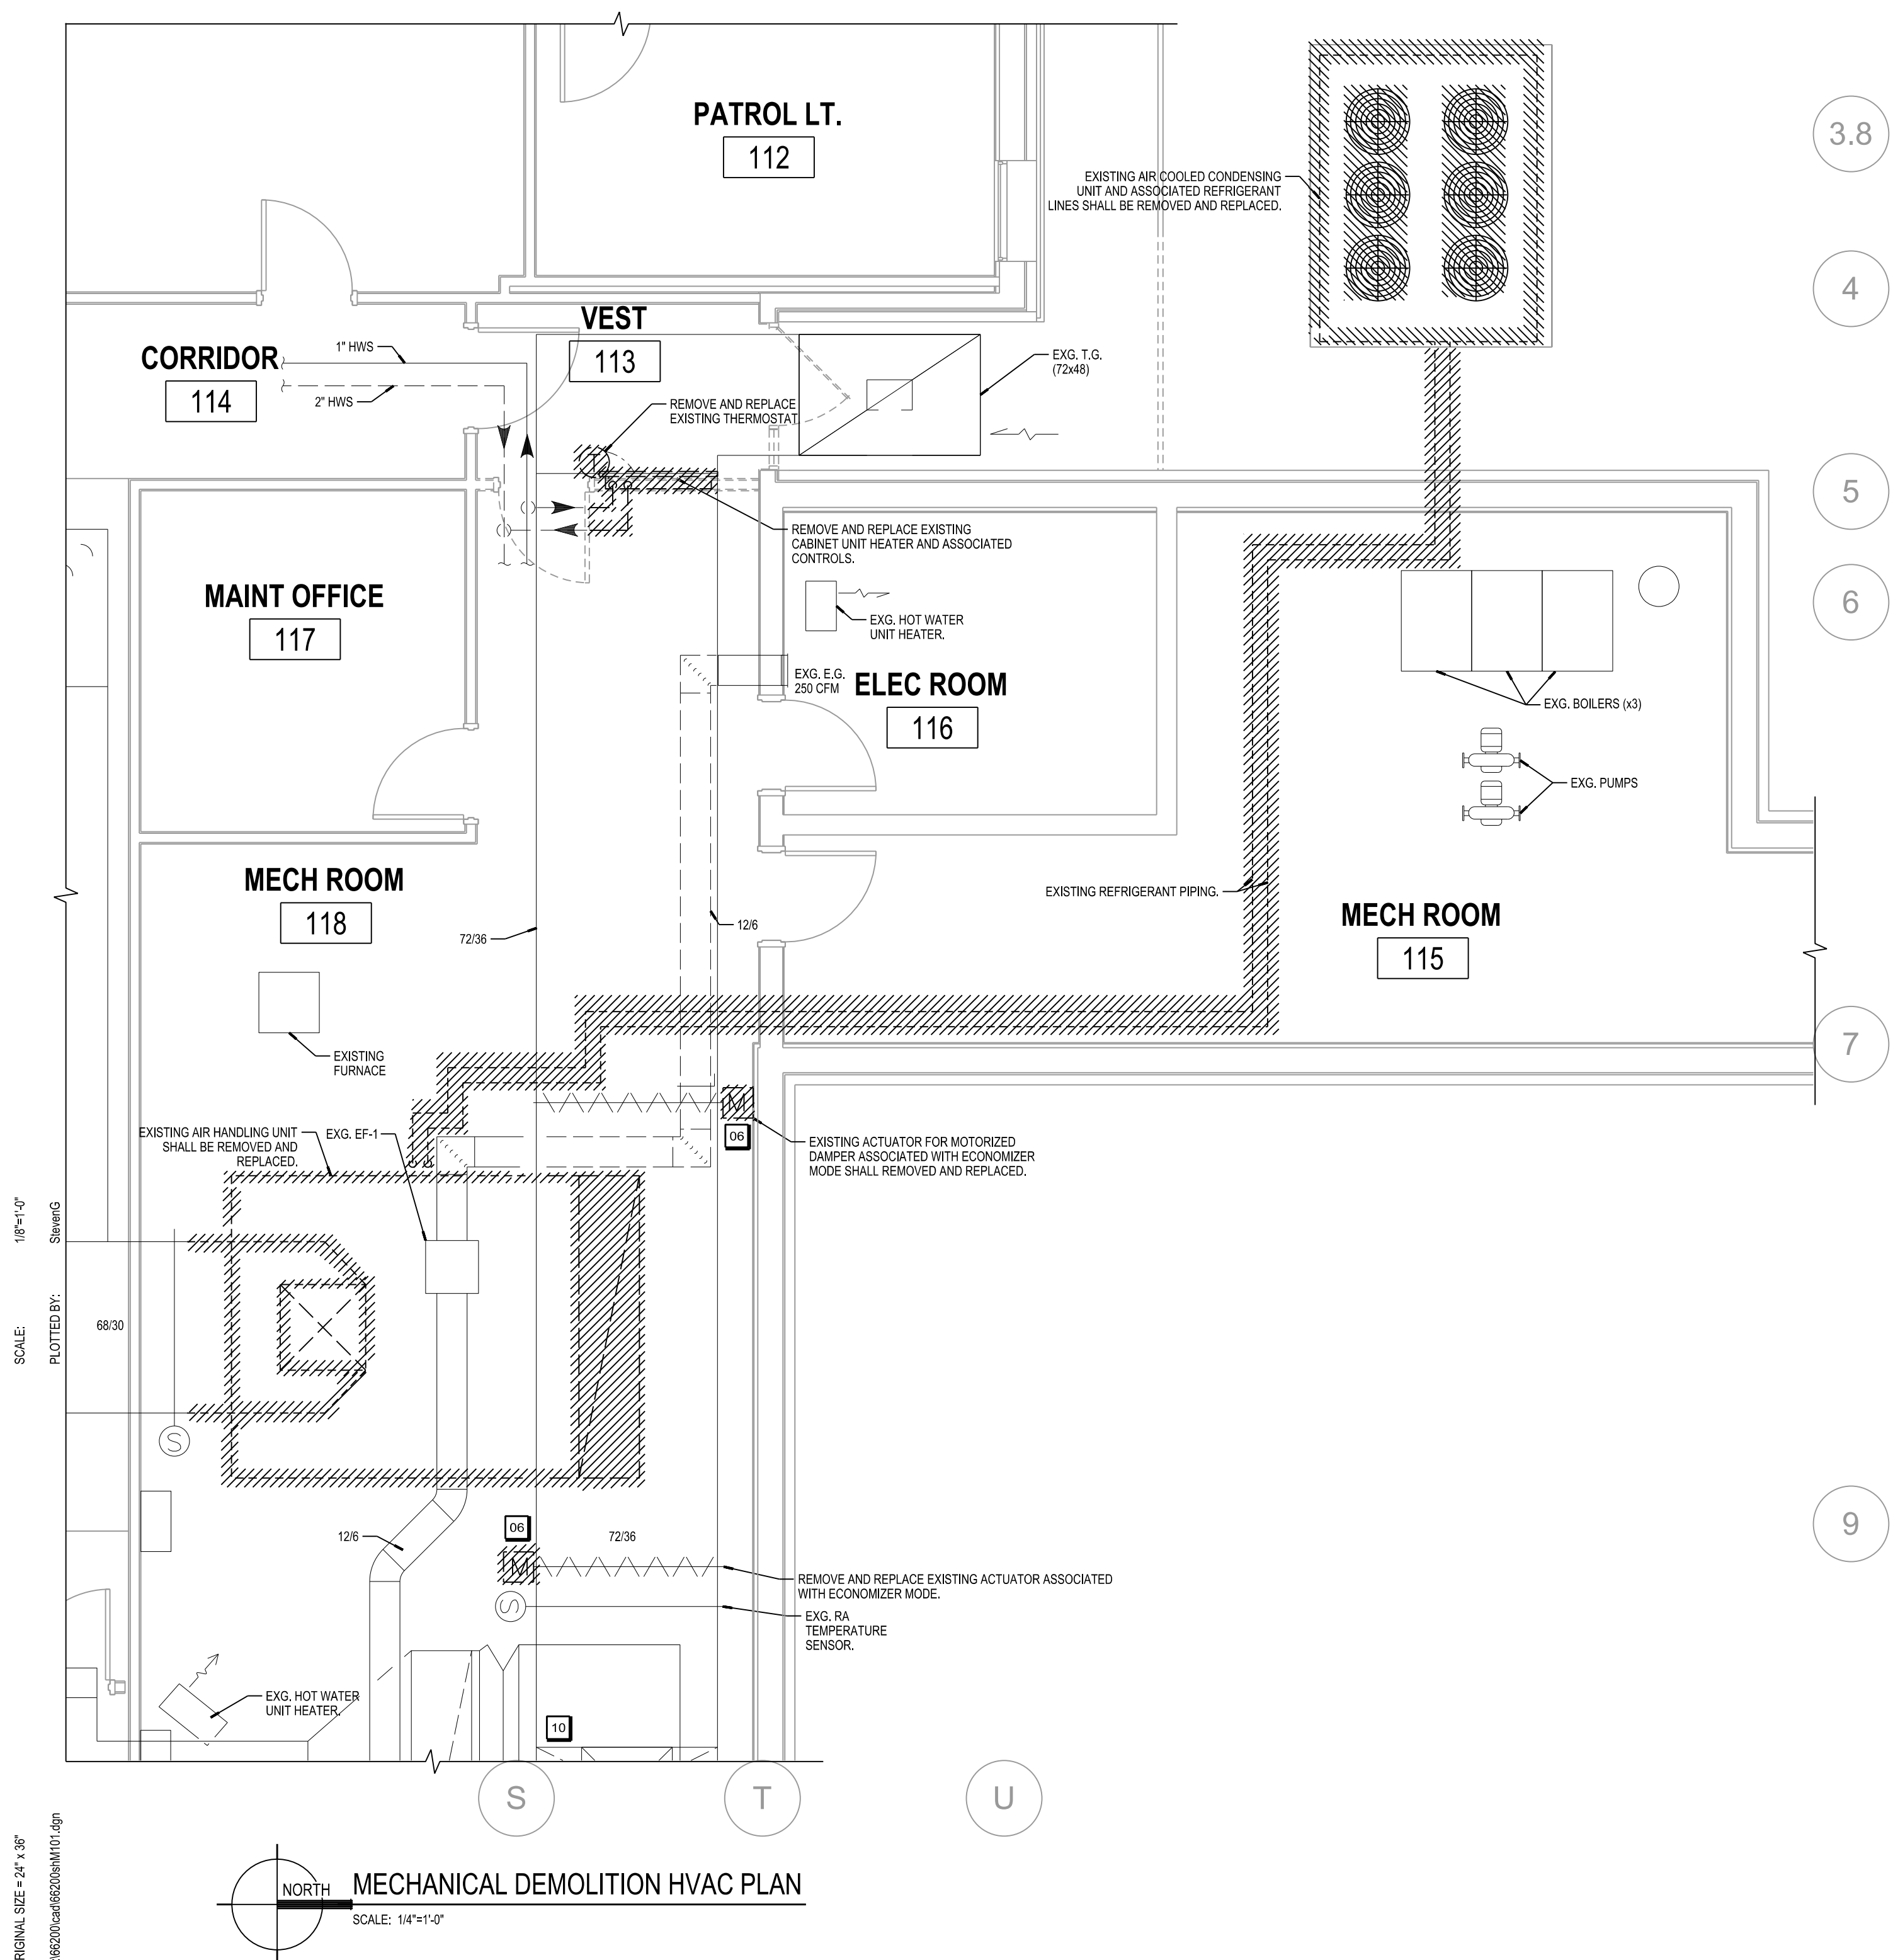 PATROL LT.
112
3.8
EXISTING AIR COOLED CONDENSING
UNIT AND ASSOCIATED REFRIGERANT
LINES SHALL BE REMOVED AND REPLACED.
4
VEST
113
CORRIDOR
114
1" HWS
2" HWS
EXG. T.G.
(72x48)
REMOVE AND REPLACE
EXISTING THERMOSTAT
T
5
REMOVE AND REPLACE EXISTING
CABINET UNIT HEATER AND ASSOCIATED
CONTROLS.
MAINT OFFICE
117
6
EXG. HOT WATER
UNIT HEATER.
EXG. E.G.
250 CFM
ELEC ROOM
116
EXG. BOILERS (x3)
EXG. PUMPS
MECH ROOM
118
EXISTING REFRIGERANT PIPING.
MECH ROOM
115
72/36
12/6
7
EXISTING
FURNACE
M
06
EXISTING AIR HANDLING UNIT
SHALL BE REMOVED AND
REPLACED.
EXG. EF-1
EXISTING ACTUATOR FOR MOTORIZED
DAMPER ASSOCIATED WITH ECONOMIZER
MODE SHALL REMOVED AND REPLACED.
SCALE: 1/8"=1'-0"
PLOTTED BY: StevenG
68/30
S
9
06
72/36
12/6
M
REMOVE AND REPLACE EXISTING ACTUATOR ASSOCIATED
WITH ECONOMIZER MODE.
S
EXG. RA
TEMPERATURE
SENSOR.
EXG. HOT WATER
UNIT HEATER.
10
S
T
U
RIGINAL SIZE = 24" x 36"
\66200\cad\66200shM101.dgn
NORTH
MECHANICAL DEMOLITION HVAC PLAN
SCALE: 1/4"=1'-0"